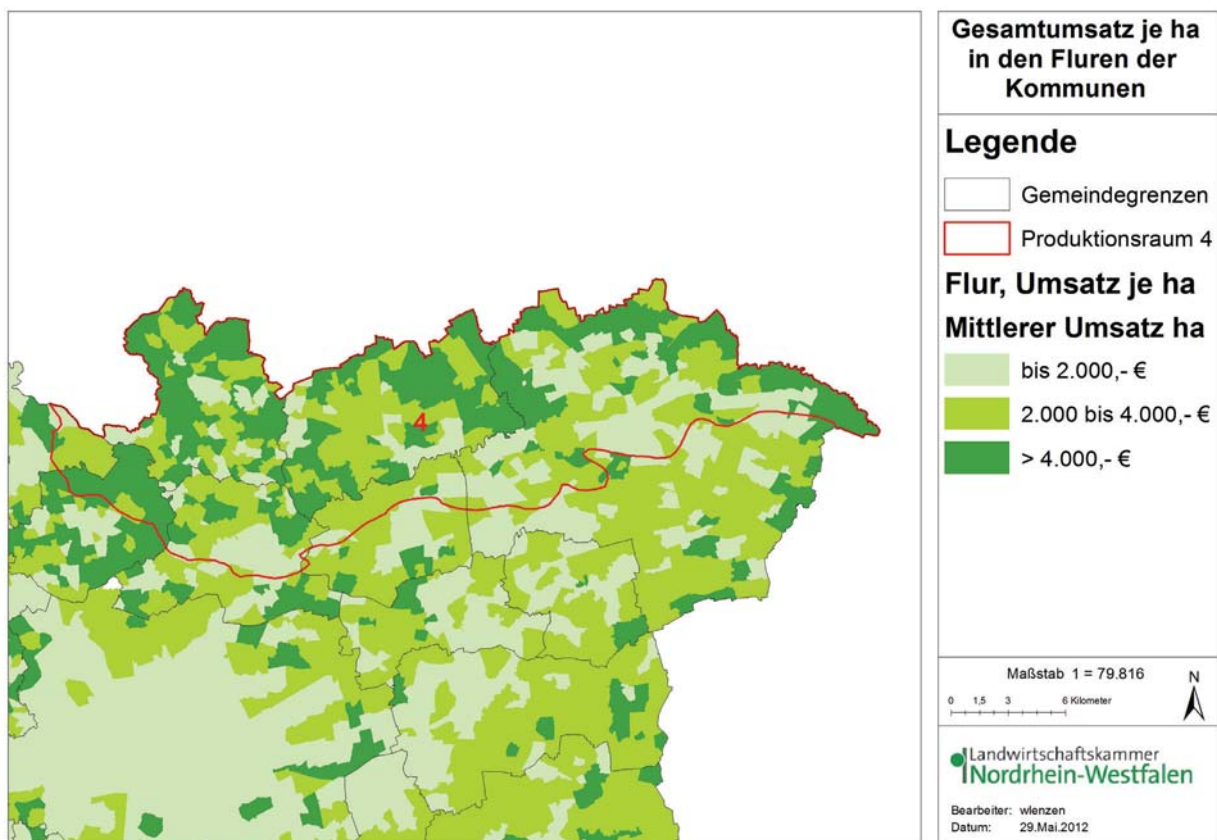 Gesamtumsatz je ha
in den Fluren der
Kommunen
Legende
Gemeindegrenzen
Produktionsraum 4
Flur, Umsatz je ha
Mittlerer Umsatz ha
bis 2.000,- €
2.000 bis 4.000,- €
> 4.000,- €
4
Maßstab 1 = 79.816
N
0 1,5 3 6 Kilometer
Landwirtschaftskammer
Nordrhein-Westfalen
Bearbeiter: wlenzen
Datum: 29.Mai.2012